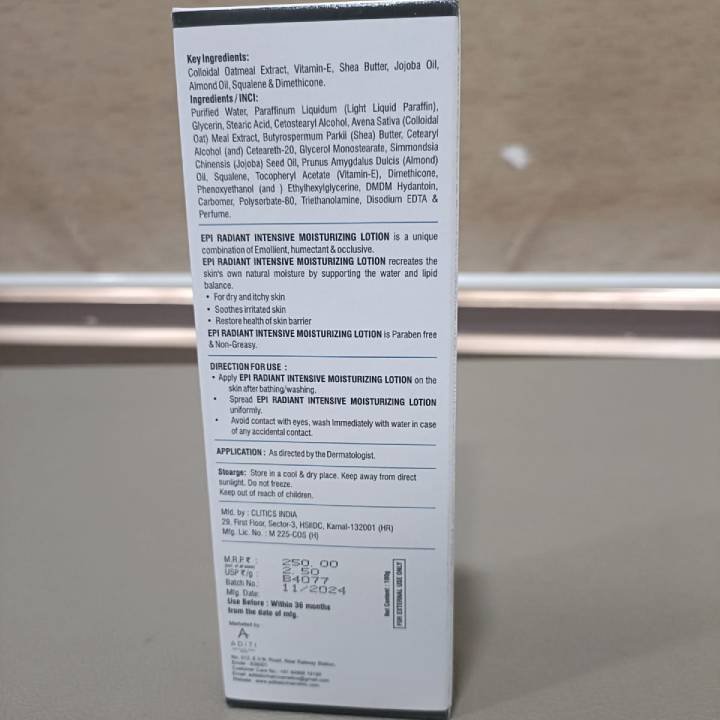 Key Ingredients:
Colloidal Oatmeal Extract, Vitamin-E, Shea Butter, Jojoba Oil,
Almond Oil, Squalene & Dimethicone.
Ingredients / INCI:
Purified Water, Paraffinum Liquidum (Light Liquid Paraffin),
Glycerin, Stearic Acid, Cetostearyl Alcohol, Avena Sativa (Colloidal
Oat) Meal Extract, Butyrospermum Parkii (Shea) Butter, Cetearyl
Alcohol (and) Ceteareth-20, Glycerol Monostearate, Simmondsia
Chinensis (Jojoba) Seed Oil, Prunus Amygdalus Dulcis (Almond)
Oil, Squalene, Tocopheryl Acetate (Vitamin-E), Dimethicone,
Phenoxyethanol (and ) Ethylhexylglycerine, DMDM Hydantoin,
Carbomer, Polysorbate-80, Triethanolamine, Disodium EDTA &
Perfume.
EPI RADIANT INTENSIVE MOISTURIZING LOTION is a unique
combination of Emollient, humectant & occlusive.
EPI RADIANT INTENSIVE MOISTURIZING LOTION recreates the
skin's own natural moisture by supporting the water and lipid
balance.
• For dry and itchy skin
• Soothes irritated skin
• Restore health of skin barrier
EPI RADIANT INTENSIVE MOISTURIZING LOTION is Paraben free
& Non-Greasy.
DIRECTION FOR USE :
• Apply EPI RADIANT INTENSIVE MOISTURIZING LOTION on the
skin after bathing/washing.
• Spread EPI RADIANT INTENSIVE MOISTURIZING LOTION
uniformly.
• Avoid contact with eyes, wash Immediately with water in case
of any accidental contact.
APPLICATION : As directed by the Dermatologist.
Stoarge: Store in a cool & dry place. Keep away from direct
sunlight. Do not freeze.
Keep out of reach of children.
Mfd. by : CLITICS INDIA
29, First Floor, Sector-3, HSIIDC, Karnal-132001 (HR)
Mfg. Lic. No. : M 225-COS (H)
M.R.P. ₹ : 250.00
USP ₹/g : 2.50
Batch No. : B4077
Mfg. Date: 11/2024
Use Before : Within 36 months
from the date of mfg.
Net Content : 100g
FOR EXTERNAL USE ONLY
Marketed by
ADITI